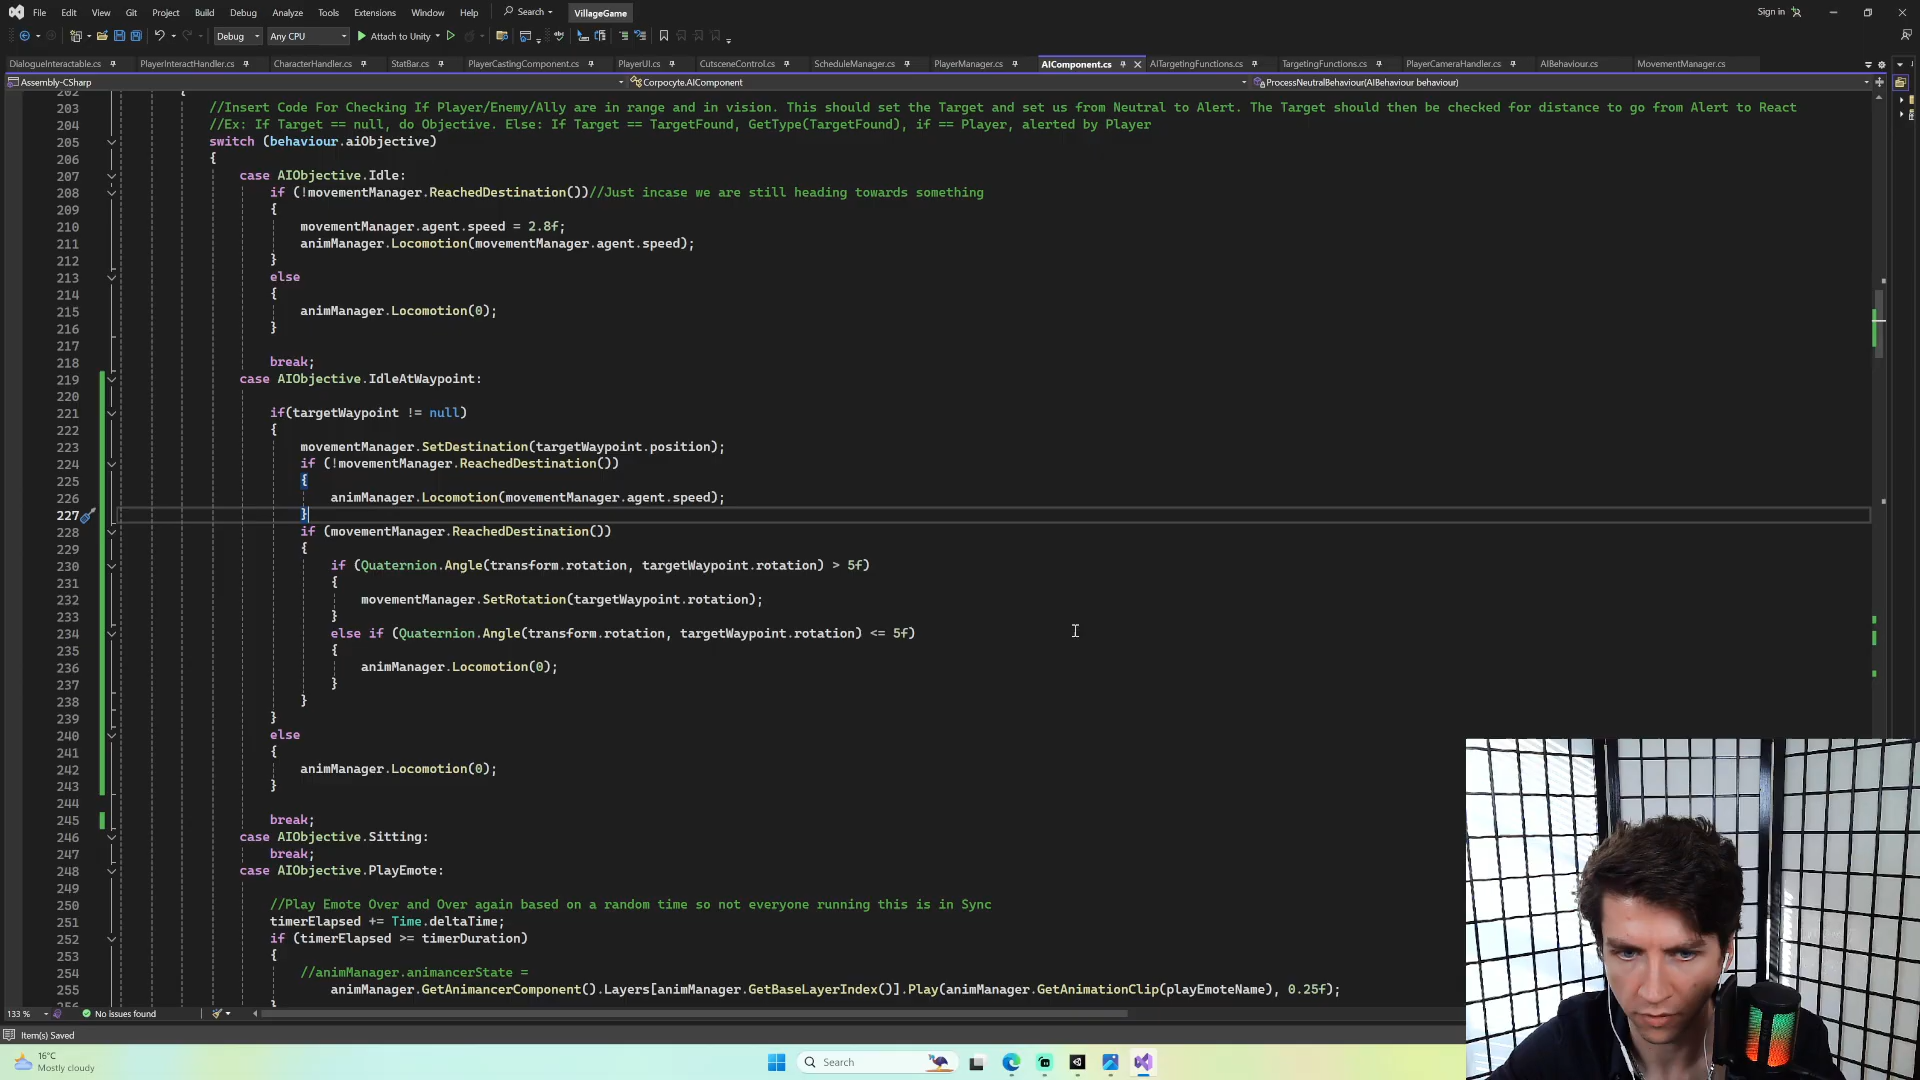 File Edit View Git Project Build Debug Analyze Tools Extensions Window Help Search VillageGame Sign in
Debug Any CPU Attach to Unity
DialogueInteractable.cs PlayerInteractHandler.cs CharacterHandler.cs StatBar.cs PlayerCastingComponent.cs PlayerUI.cs CutsceneControl.cs ScheduleManager.cs PlayerManager.cs AIComponent.cs AITargetingFunctions.cs TargetingFunctions.cs PlayerCameraHandler.cs AIBehaviour.cs MovementManager.cs
Assembly-CSharp Corpocyte.AIComponent ProcessNeutralBehaviour(AIBehaviour behaviour)
202 {
203 //Insert Code For Checking If Player/Enemy/Ally are in range and in vision. This should set the Target and set us from Neutral to Alert. The Target should then be checked for distance to go from Alert to React
204 //Ex: If Target == null, do Objective. Else: If Target == TargetFound, GetType(TargetFound), if == Player, alerted by Player
205 switch (behaviour.aiObjective)
206 {
207 case AIObjective.Idle:
208 if (!movementManager.ReachedDestination())//Just incase we are still heading towards something
209 {
210 movementManager.agent.speed = 2.8f;
211 animManager.Locomotion(movementManager.agent.speed);
212 }
213 else
214 {
215 animManager.Locomotion(0);
216 }
217
218 break;
219 case AIObjective.IdleAtWaypoint:
220
221 if(targetWaypoint != null)
222 {
223 movementManager.SetDestination(targetWaypoint.position);
224 if (!movementManager.ReachedDestination())
225 {
226 animManager.Locomotion(movementManager.agent.speed);
227 }
228 if (movementManager.ReachedDestination())
229 {
230 if (Quaternion.Angle(transform.rotation, targetWaypoint.rotation) > 5f)
231 {
232 movementManager.SetRotation(targetWaypoint.rotation);
233 }
234 else if (Quaternion.Angle(transform.rotation, targetWaypoint.rotation) <= 5f)
235 {
236 animManager.Locomotion(0);
237 }
238 }
239 }
240 else
241 {
242 animManager.Locomotion(0);
243 }
244
245 break;
246 case AIObjective.Sitting:
247 break;
248 case AIObjective.PlayEmote:
249
250 //Play Emote Over and Over again based on a random time so not everyone running this is in Sync
251 timerElapsed += Time.deltaTime;
252 if (timerElapsed >= timerDuration)
253 {
254 //animManager.animancerState =
255 animManager.GetAnimancerComponent().Layers[animManager.GetBaseLayerIndex()].Play(animManager.GetAnimationClip(playEmoteName), 0.25f);
256 }
133 % No issues found
Item(s) Saved
16°C
Mostly cloudy
Search